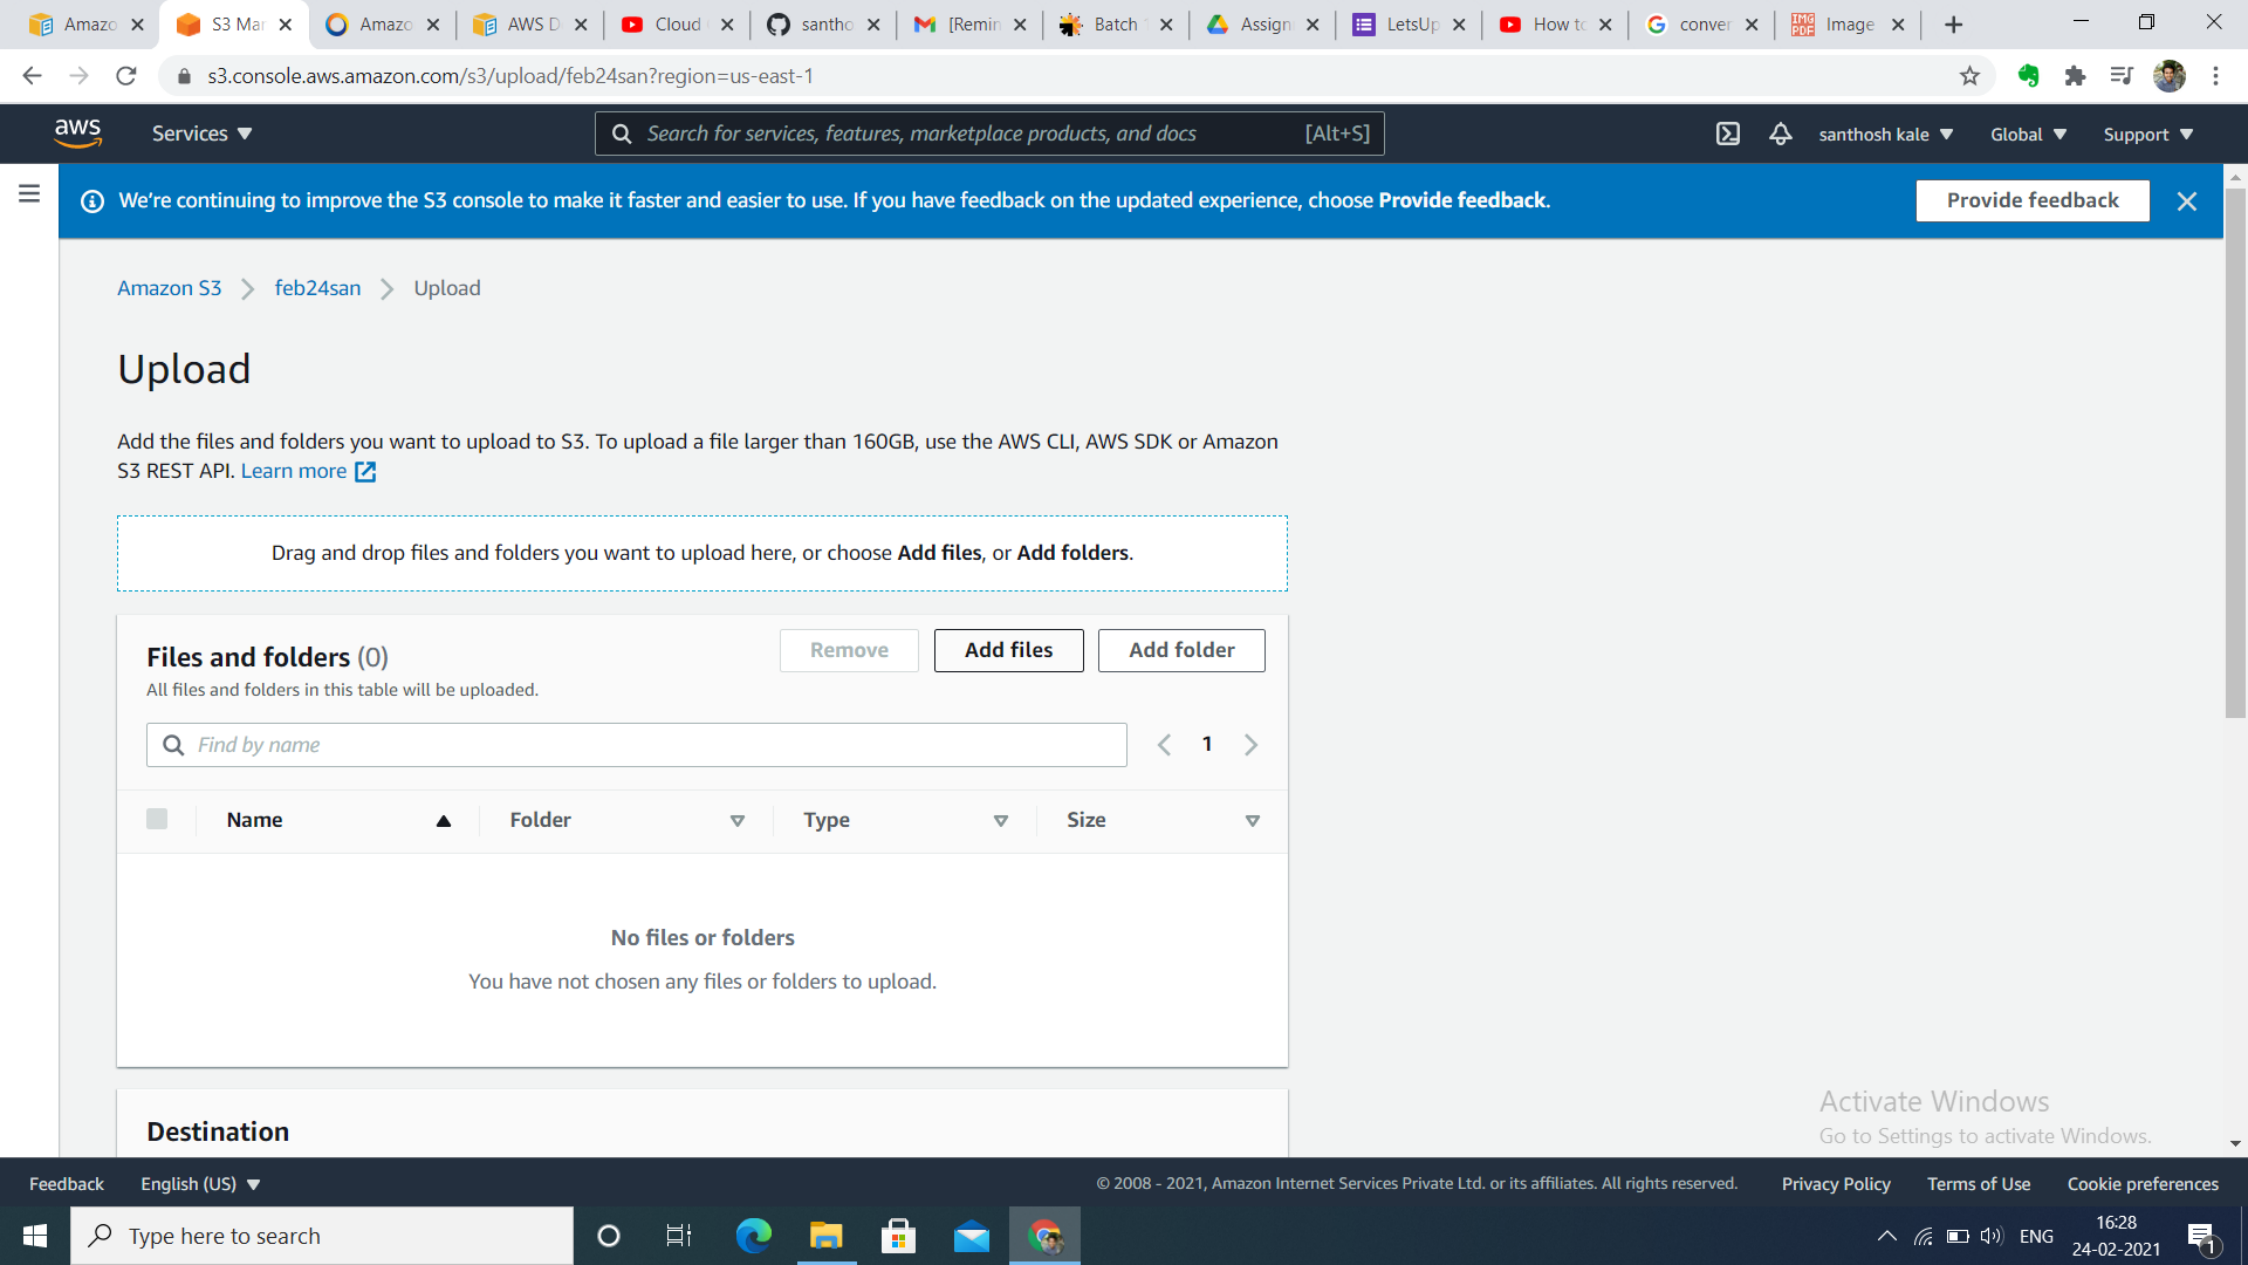 Amazo
S3 Mar
Amazo
AWS D
Cloud
santho
[Remin
Batch 1
Assign
LetsUp
How to
conver
Image
s3.console.aws.amazon.com/s3/upload/feb24san?region=us-east-1
aws
Services
Search for services, features, marketplace products, and docs
[Alt+S]
santhosh kale
Global
Support
We're continuing to improve the S3 console to make it faster and easier to use. If you have feedback on the updated experience, choose Provide feedback.
Provide feedback
Amazon S3
feb24san
Upload
Upload
Add the files and folders you want to upload to S3. To upload a file larger than 160GB, use the AWS CLI, AWS SDK or Amazon
S3 REST API. Learn more
Drag and drop files and folders you want to upload here, or choose Add files, or Add folders.
Files and folders (0)
Remove
Add files
Add folder
All files and folders in this table will be uploaded.
Find by name
1
Name
Folder
Type
Size
No files or folders
You have not chosen any files or folders to upload.
Destination
Activate Windows
Go to Settings to activate Windows.
Feedback
English (US)
© 2008 - 2021, Amazon Internet Services Private Ltd. or its affiliates. All rights reserved.
Privacy Policy
Terms of Use
Cookie preferences
Type here to search
ENG
16:28
24-02-2021
1